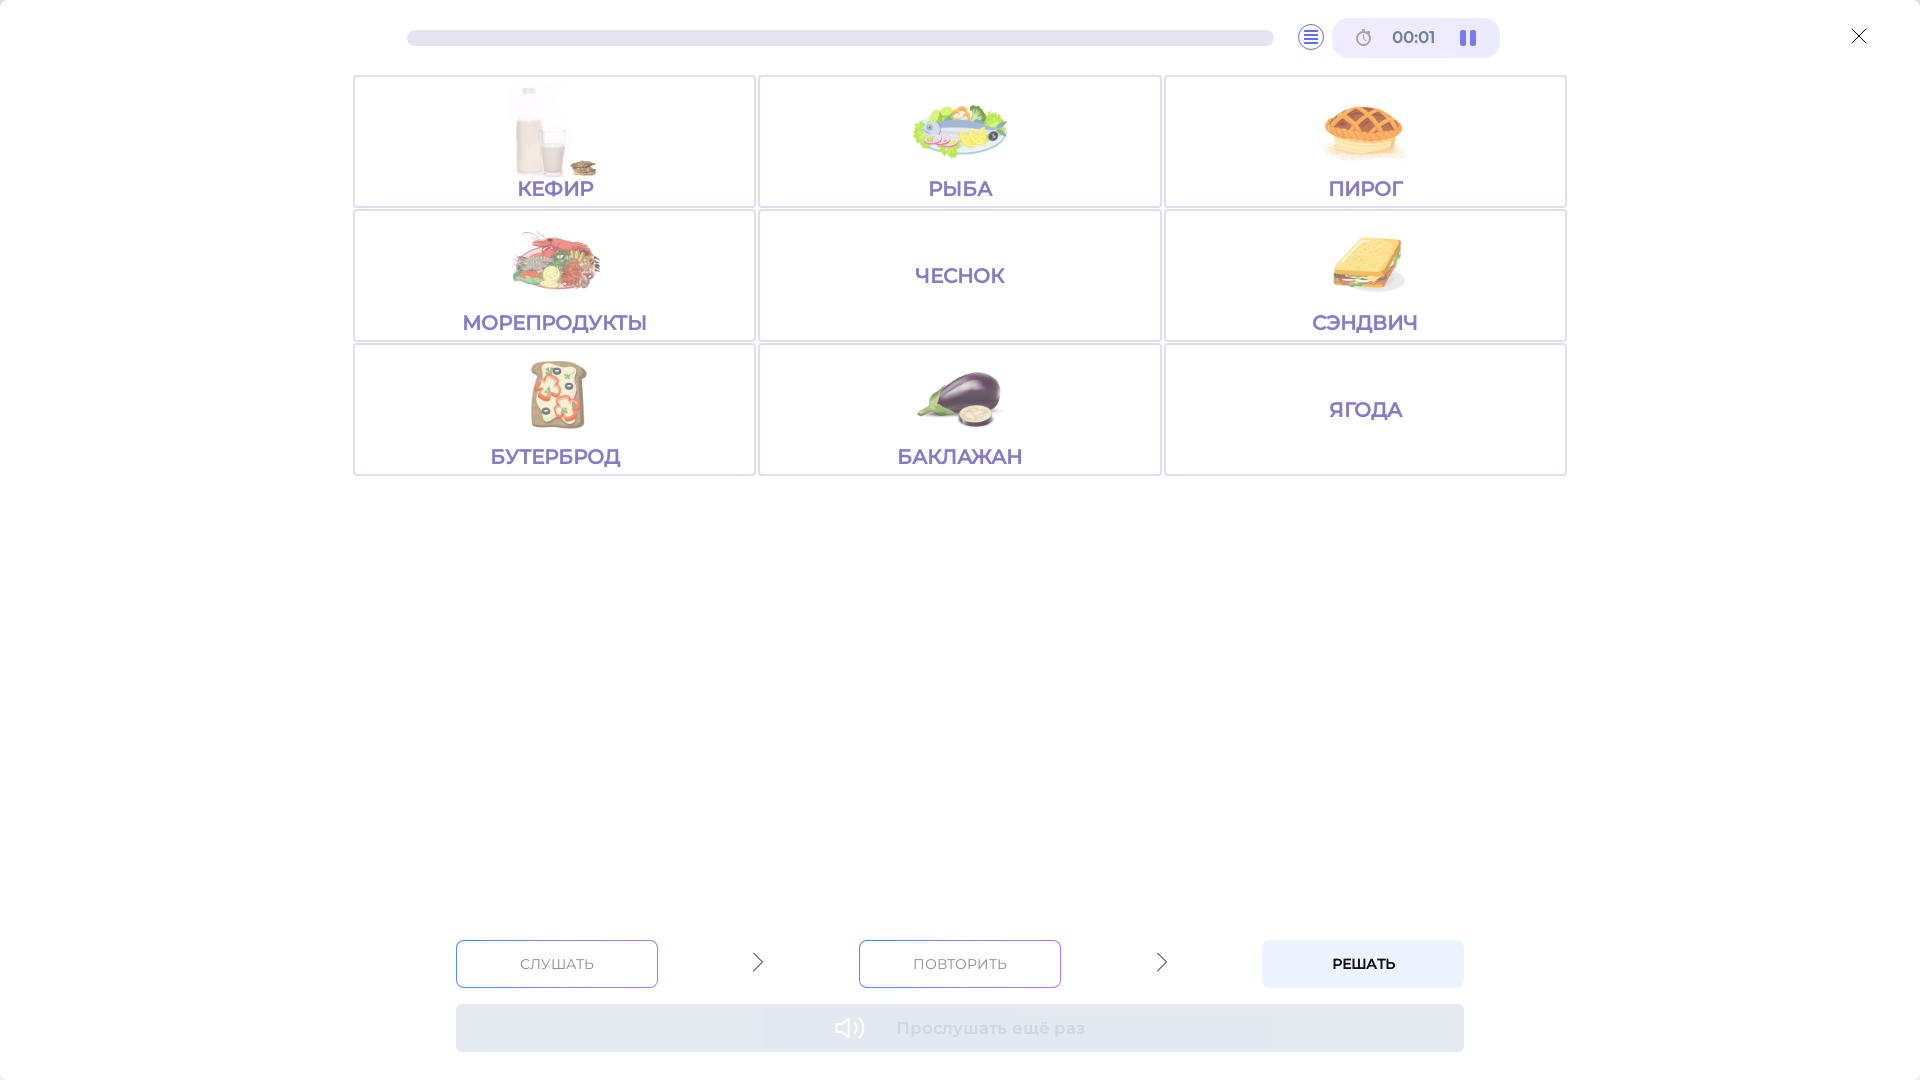 00:01
КЕФИР
РЫБА
ПИРОГ
МОРЕПРОДУКТЫ
ЧЕСНОК
СЭНДВИЧ
БУТЕРБРОД
БАКЛАЖАН
ЯГОДА
СЛУШАТЬ
ПОВТОРИТЬ
РЕШАТЬ
Прослушать ещё раз